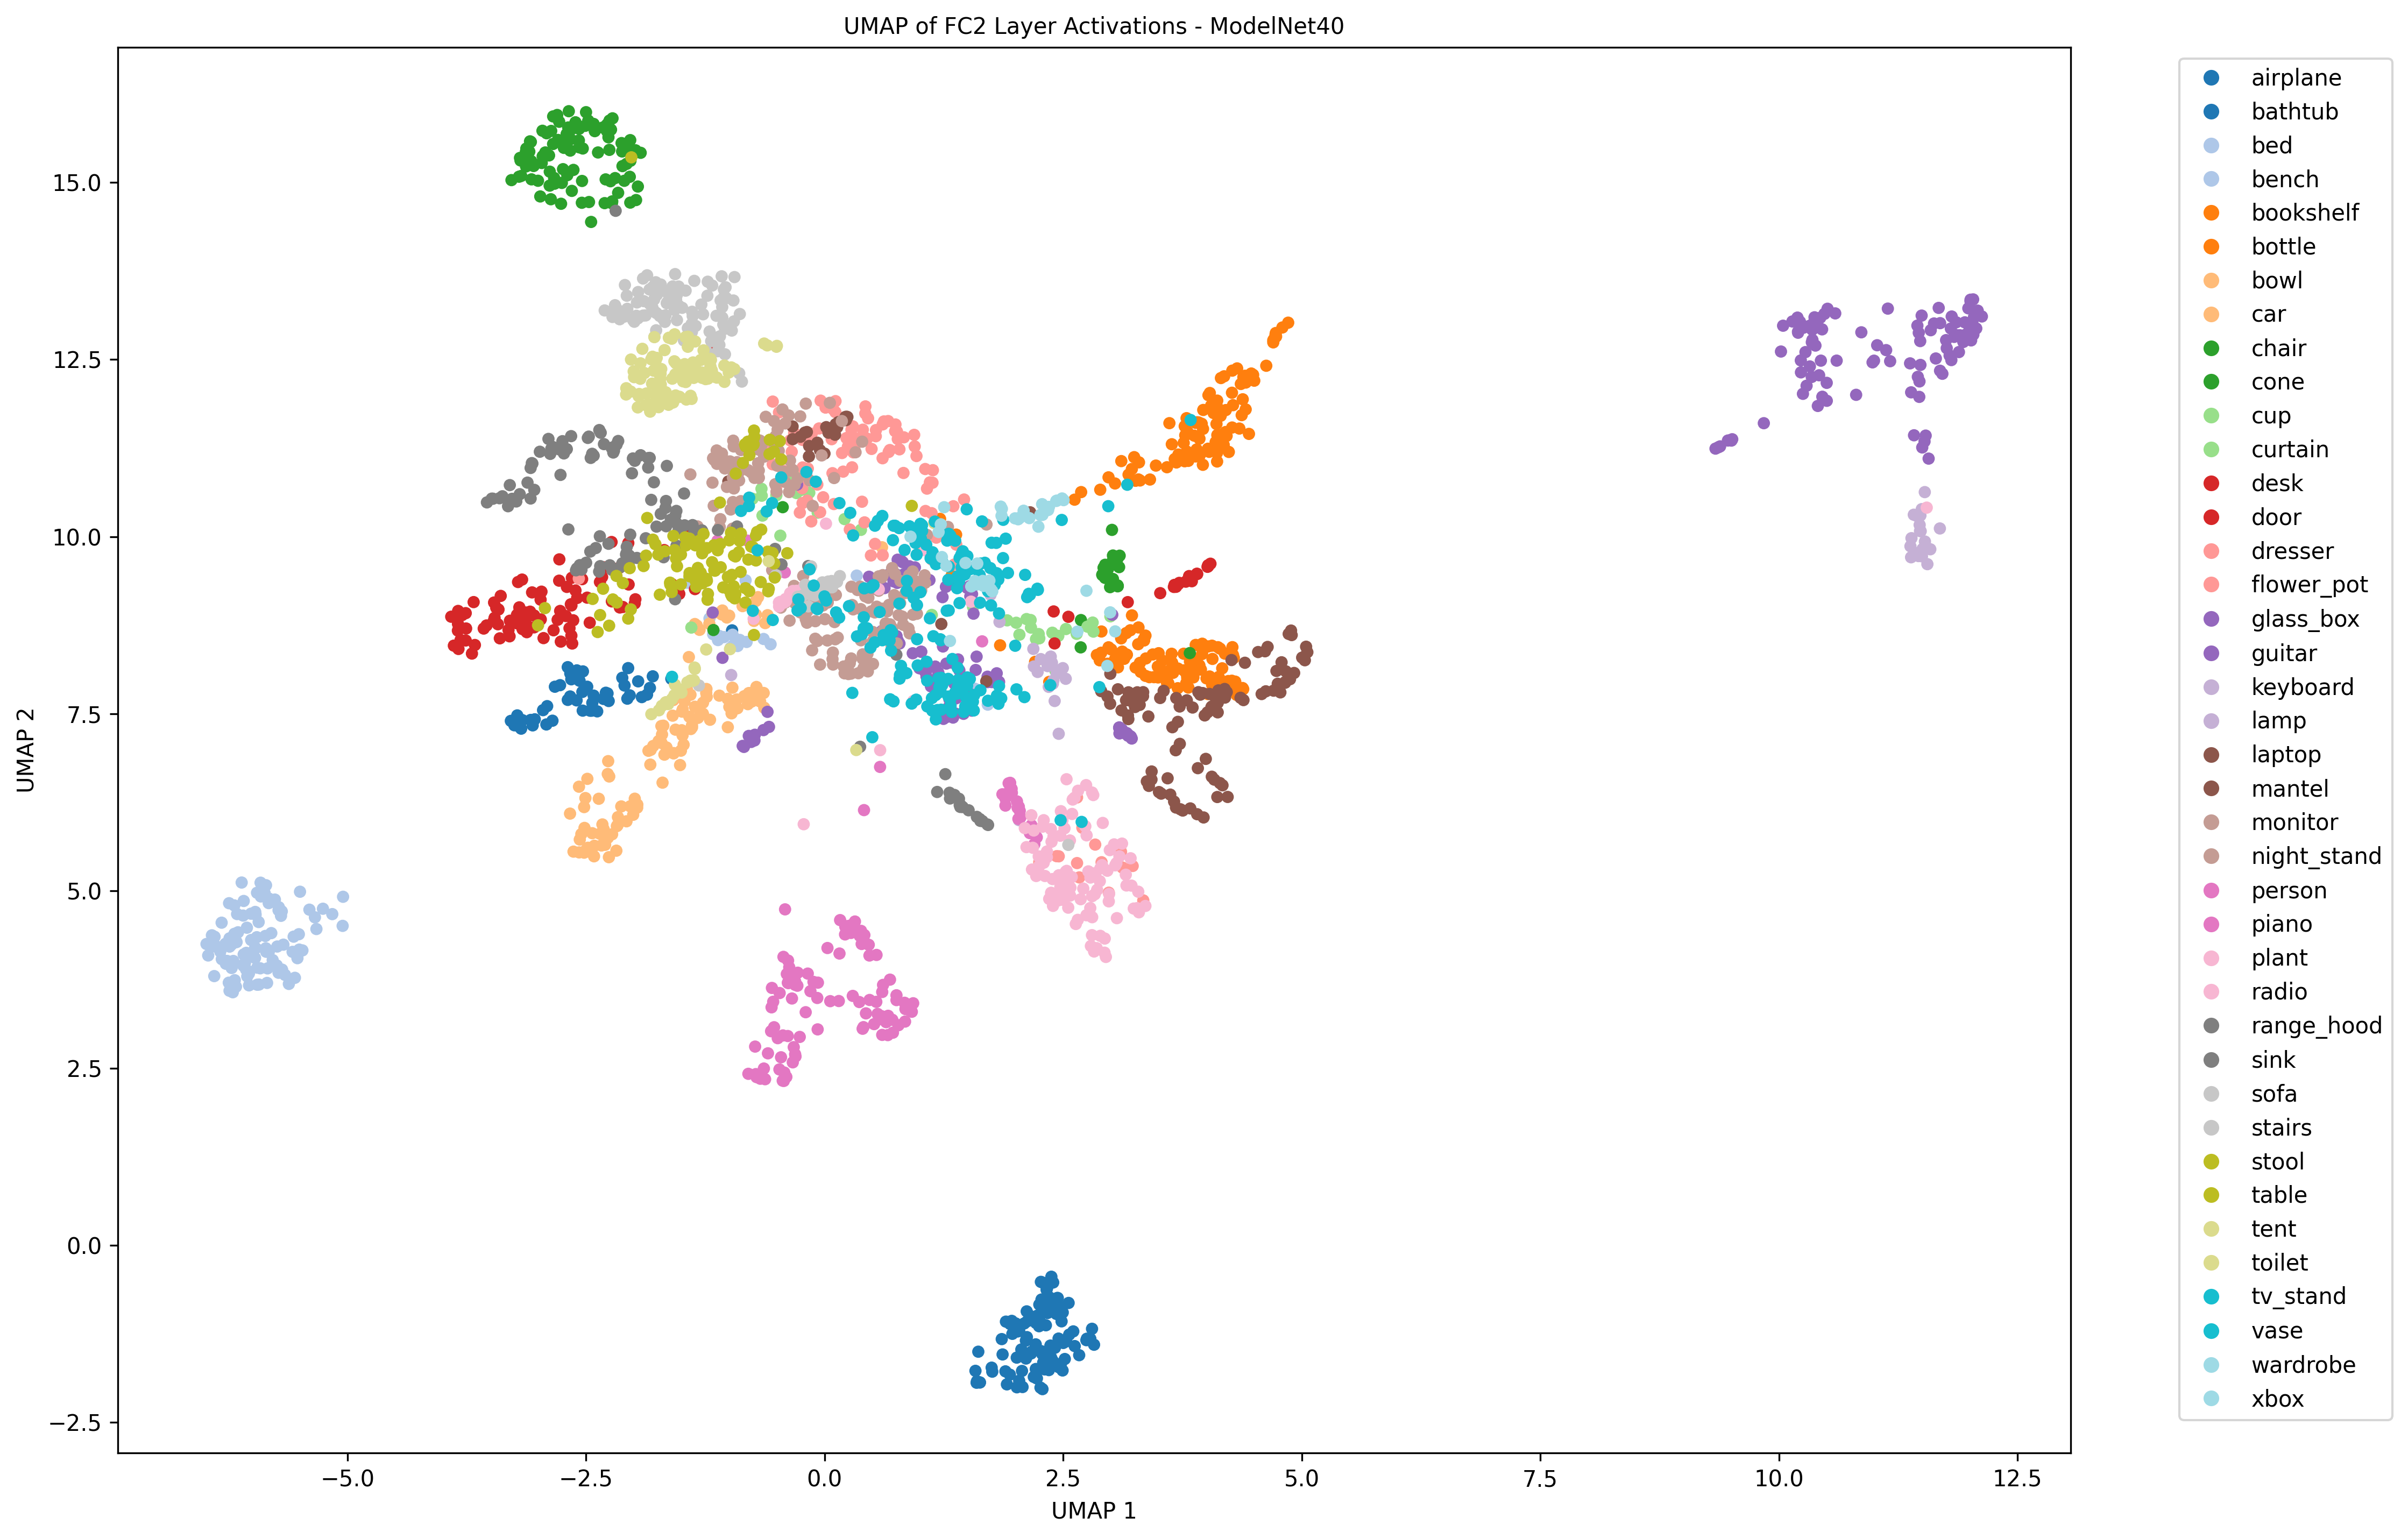 UMAP of FC2 Layer Activations - ModelNet40
airplane
bathtub
bed
bench
bookshelf
bottle
bowl
car
chair
cone
cup
curtain
desk
door
dresser
flower_pot
glass_box
guitar
keyboard
lamp
laptop
mantel
monitor
night_stand
person
piano
plant
radio
range_hood
sink
sofa
stairs
stool
table
tent
toilet
tv_stand
vase
wardrobe
xbox
UMAP 2
15.0
12.5
10.0
7.5
5.0
2.5
0.0
−2.5
−5.0
−2.5
0.0
2.5
5.0
7.5
10.0
12.5
UMAP 1